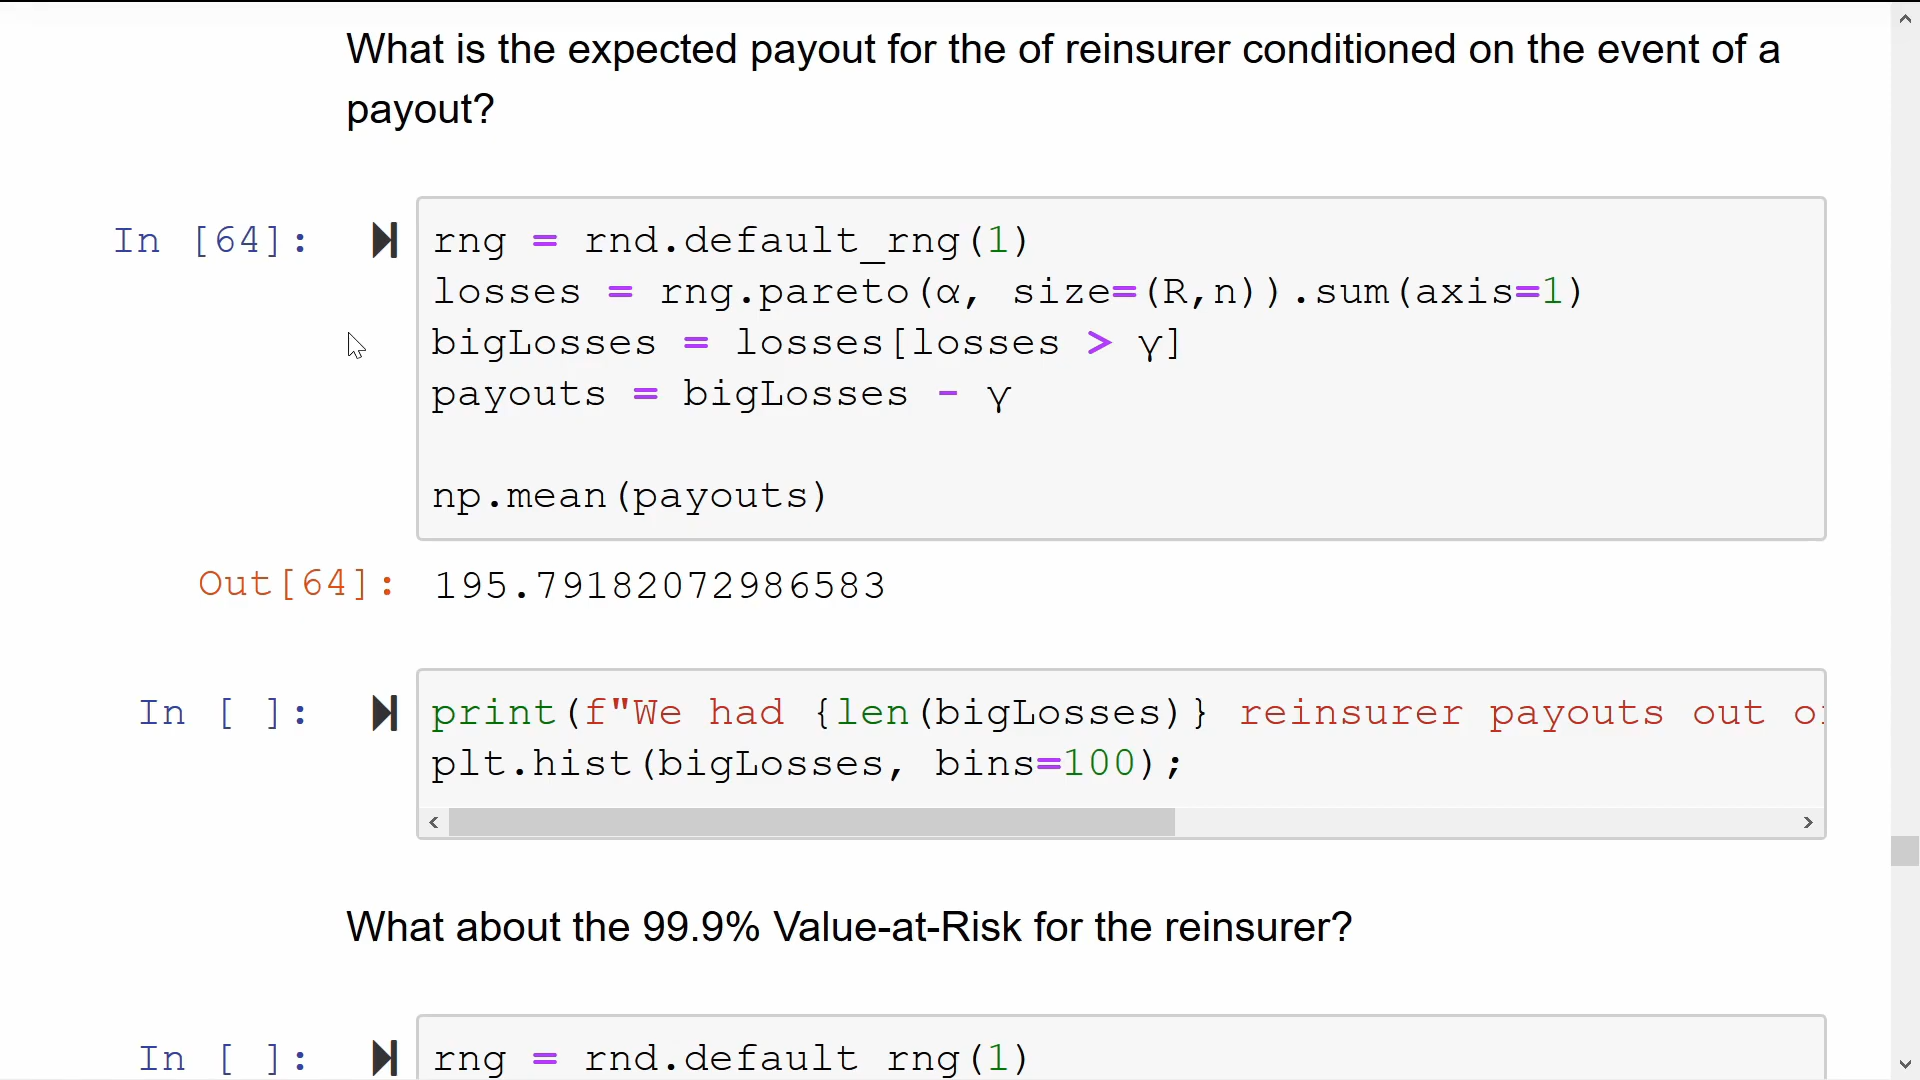 What is the expected payout for the of reinsurer conditioned on the event of a
payout?
In [64]: rng = rnd.default_rng(1)
losses = rng.pareto(α, size=(R,n)).sum(axis=1)
bigLosses = losses[losses > γ]
payouts = bigLosses - γ
np.mean(payouts)
Out[64]: 195.79182072986583
In [ ]: print(f"We had {len(bigLosses)} reinsurer payouts out
plt.hist(bigLosses, bins=100);
What about the 99.9% Value-at-Risk for the reinsurer?
In [ ]: rng = rnd.default_rng(1)